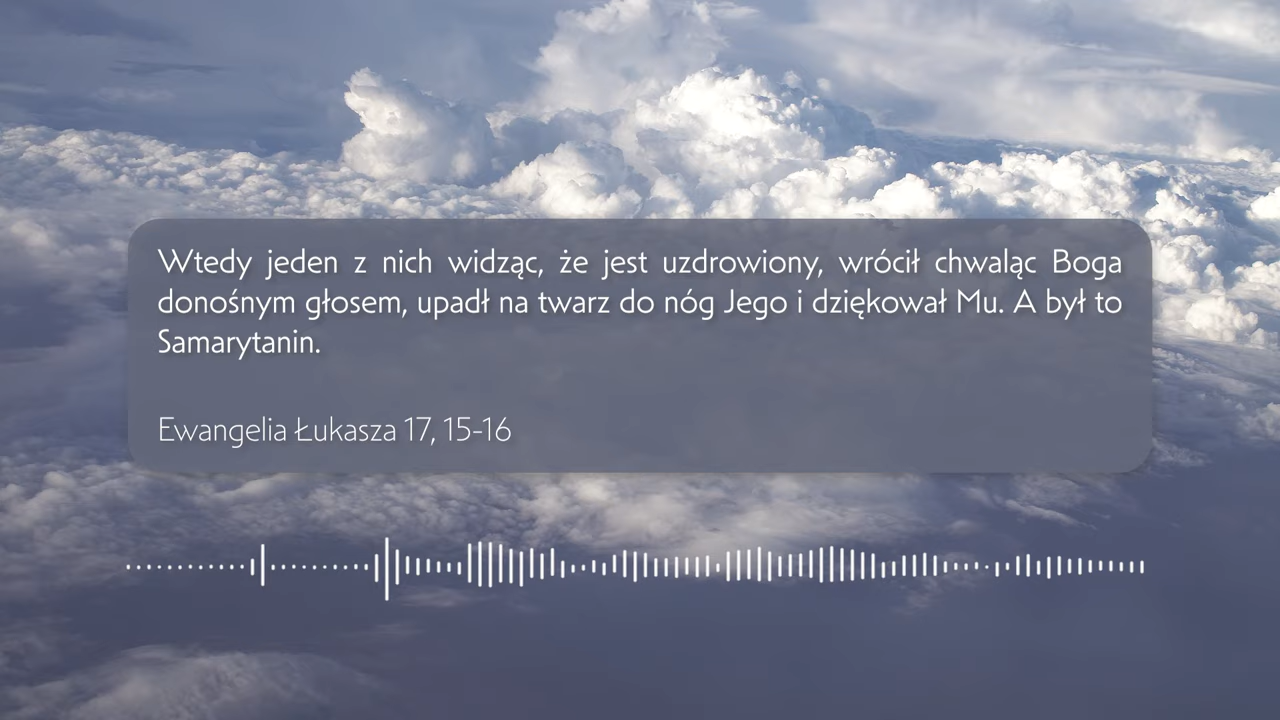 Wtedy jeden z nich widząc, że jest uzdrowiony, wrócił chwaląc Boga
donośnym głosem, upadł na twarz do nóg Jego i dziękował Mu. A był to
Samarytanin.
Ewangelia Łukasza 17, 15-16